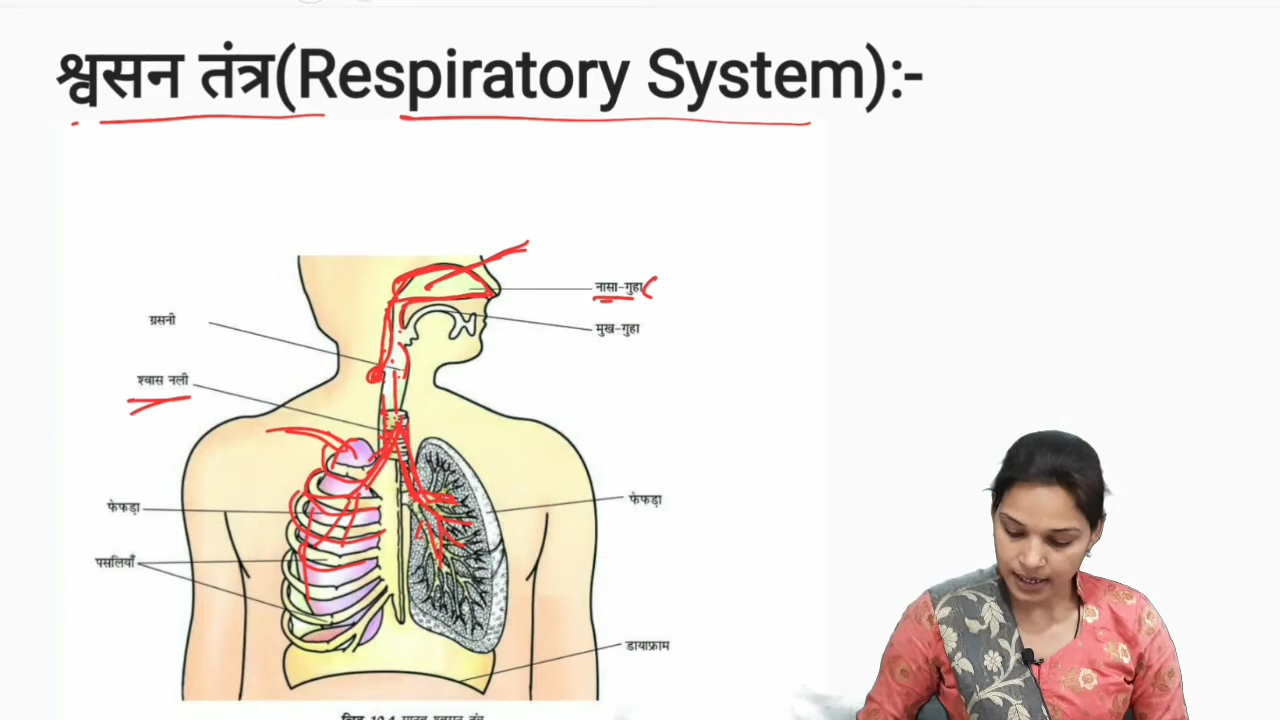 श्वसन तंत्र(Respiratory System):-
नासा-गुहा
ग्रसनी
मुख-गुहा
श्वास नली
फेफड़ा
फेफड़ा
पसलियाँ
डायाफ्राम